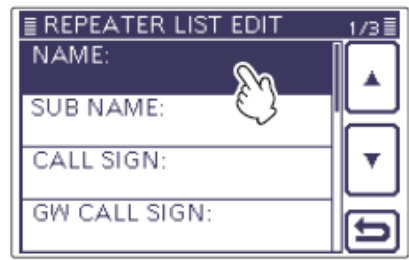 REPEATER LIST EDIT 1/3
NAME:
SUB NAME:
CALL SIGN:
GW CALL SIGN: